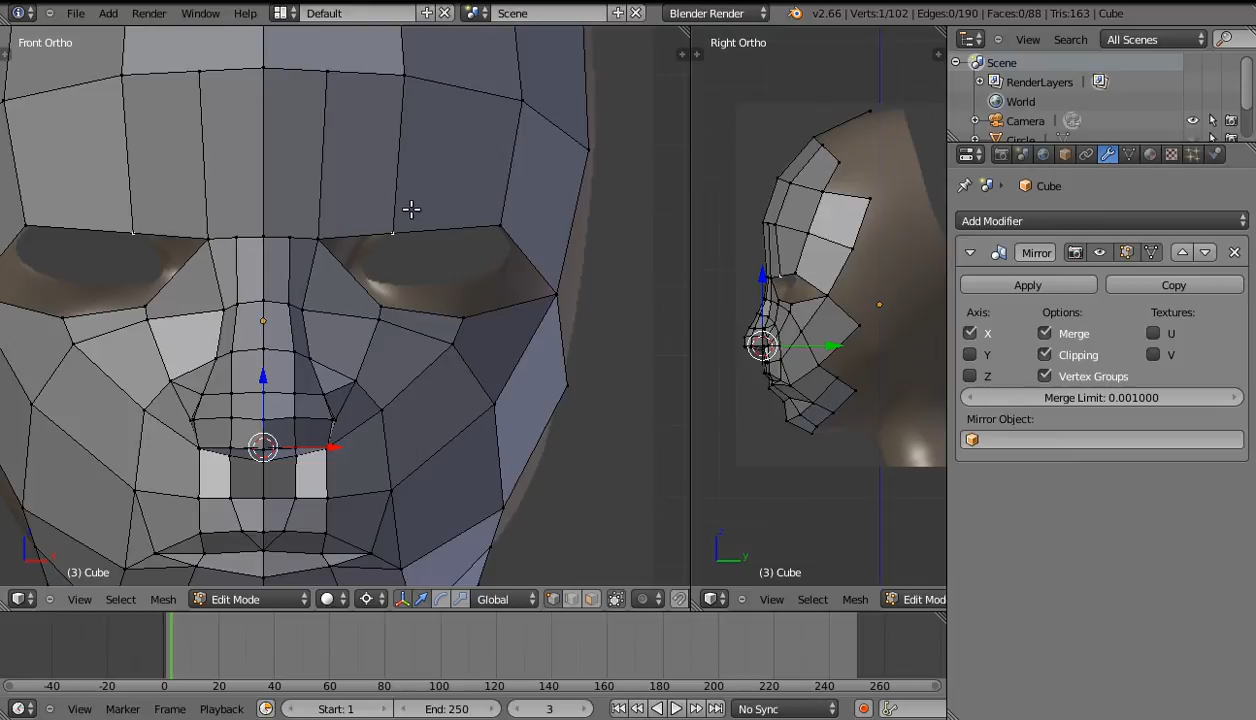 File Add Render Window Help Default Scene Blender Render v2.66 | Verts:1/102 | Edges:0/190 | Faces:0/88 | Tris:163 | Cube
Front Ortho
Right Ortho
View Search All Scenes
Scene
RenderLayers |
World
Camera |
Circle |
Cube
Add Modifier
Mirror
Apply Copy
Axis: Options: Textures:
X Merge U
Y Clipping V
Z Vertex Groups
Merge Limit: 0.001000
Mirror Object:
x
z
(3) Cube
z
y
(3) Cube
View Select Mesh Edit Mode Global
View Select Mesh Edit Mod
-40 -20 0 20 40 60 80 100 120 140 160 180 200 220 240 260
View Marker Frame Playback Start: 1 End: 250 3 No Sync